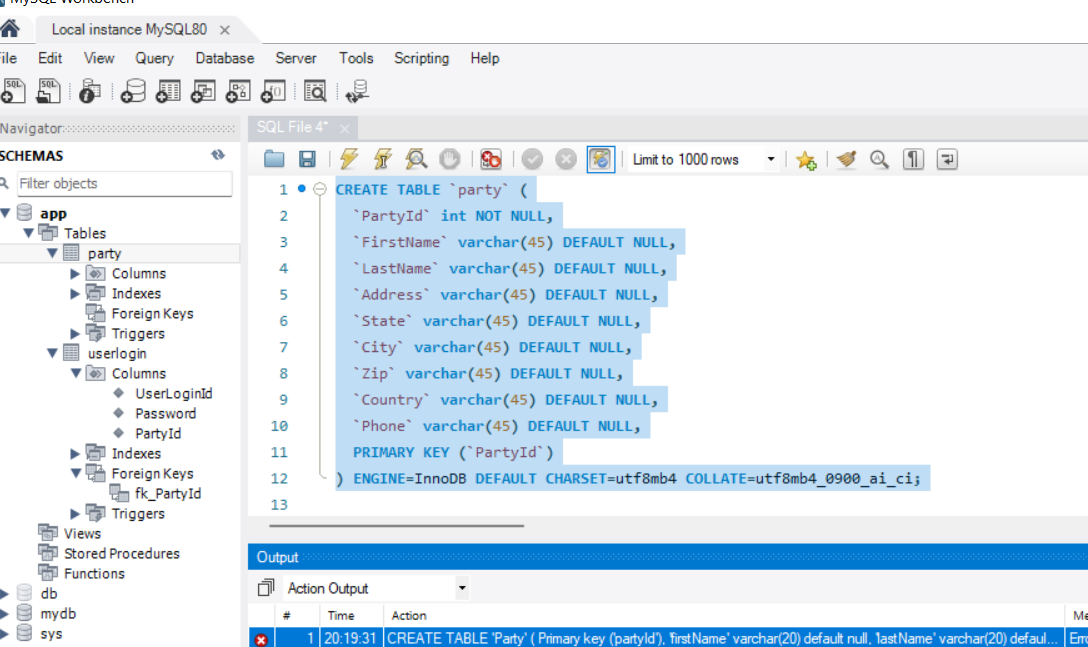 MySQL Workbench
Local instance MySQL80
File Edit View Query Database Server Tools Scripting Help
SQL SQL
Navigator
SQL File 4*
SCHEMAS
Limit to 1000 rows
Filter objects
app
Tables
party
Columns
Indexes
Foreign Keys
Triggers
userlogin
Columns
UserLoginId
Password
PartyId
Indexes
Foreign Keys
fk_PartyId
Triggers
Views
Stored Procedures
Functions
db
mydb
sys
1 CREATE TABLE `party` (
2 `PartyId` int NOT NULL,
3 `FirstName` varchar(45) DEFAULT NULL,
4 `LastName` varchar(45) DEFAULT NULL,
5 `Address` varchar(45) DEFAULT NULL,
6 `State` varchar(45) DEFAULT NULL,
7 `City` varchar(45) DEFAULT NULL,
8 `Zip` varchar(45) DEFAULT NULL,
9 `Country` varchar(45) DEFAULT NULL,
10 `Phone` varchar(45) DEFAULT NULL,
11 PRIMARY KEY (`PartyId`)
12 ) ENGINE=InnoDB DEFAULT CHARSET=utf8mb4 COLLATE=utf8mb4_0900_ai_ci;
13
Output
Action Output
# Time Action Me
1 20:19:31 CREATE TABLE 'Party' ( Primary key ('partyId'), 'firstName' varchar(20) default null, 'lastName' varchar(20) defaul... Erro